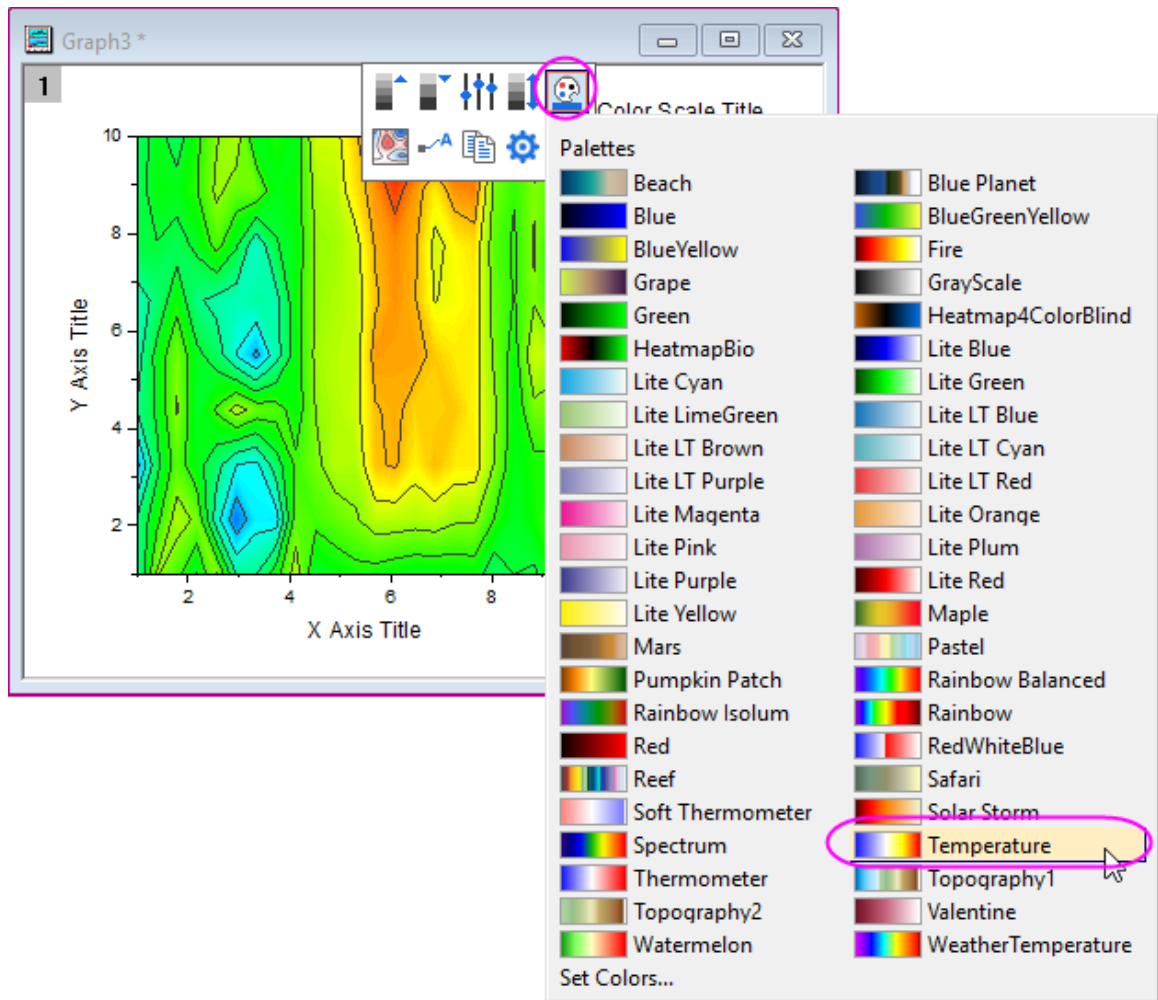 Graph3 *
1
A
Color Scale Title
10
8
6
4
2
Y Axis Title
2 4 6 8
X Axis Title
Palettes
Beach Blue Planet
Blue BlueGreenYellow
BlueYellow Fire
Grape GrayScale
Green Heatmap4ColorBlind
HeatmapBio Lite Blue
Lite Cyan Lite Green
Lite LimeGreen Lite LT Blue
Lite LT Brown Lite LT Cyan
Lite LT Purple Lite LT Red
Lite Magenta Lite Orange
Lite Pink Lite Plum
Lite Purple Lite Red
Lite Yellow Maple
Mars Pastel
Pumpkin Patch Rainbow Balanced
Rainbow Isolum Rainbow
Red RedWhiteBlue
Reef Safari
Soft Thermometer Solar Storm
Spectrum Temperature
Thermometer Topography1
Topography2 Valentine
Watermelon WeatherTemperature
Set Colors...